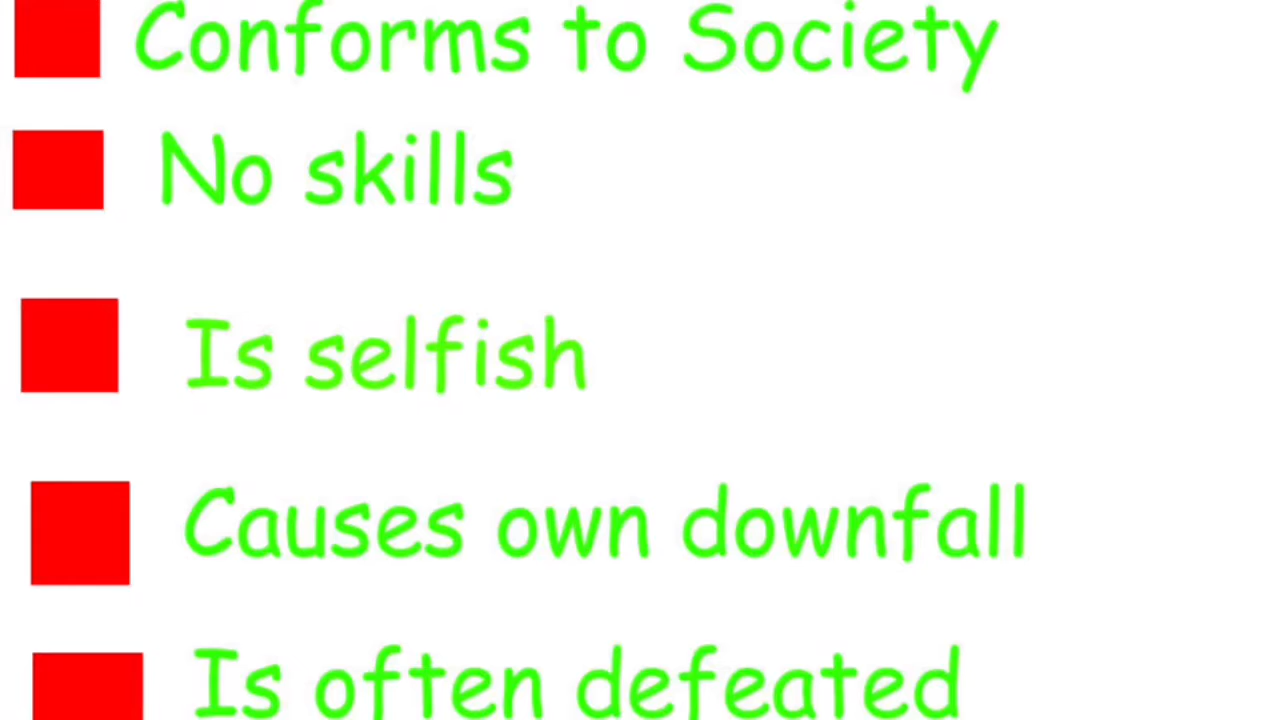 Conforms to Society
No skills
Is selfish
Causes own downfall
Is often defeated